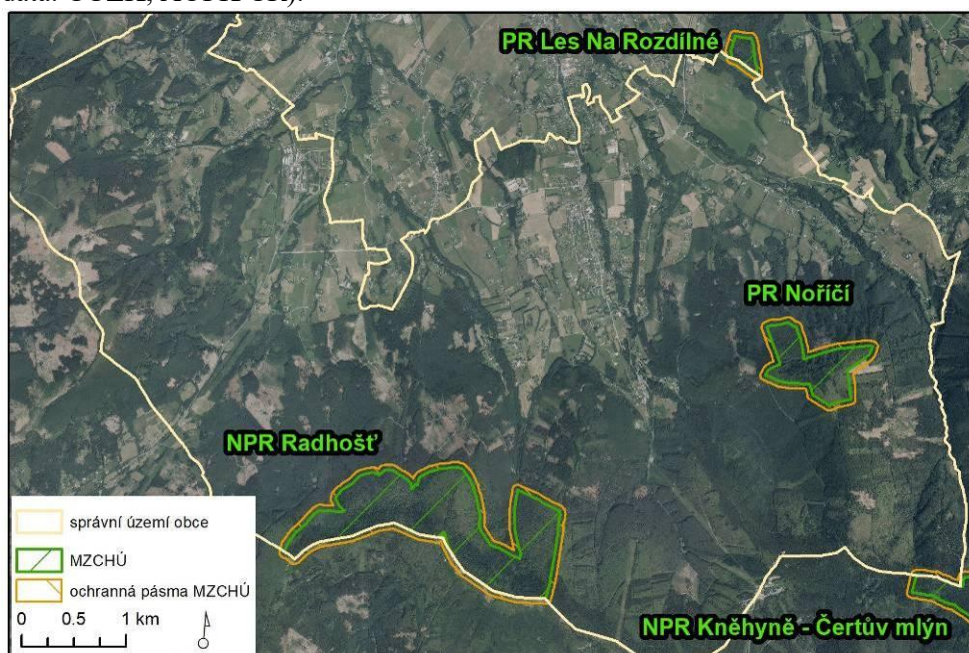 PR Les Na Rozdílné
PR Noříčí
NPR Radhošť
správní území obce
MZCHÚ
ochranná pásma MZCHÚ
0 0.5 1 km
NPR Kněhyně - Čertův mlýn